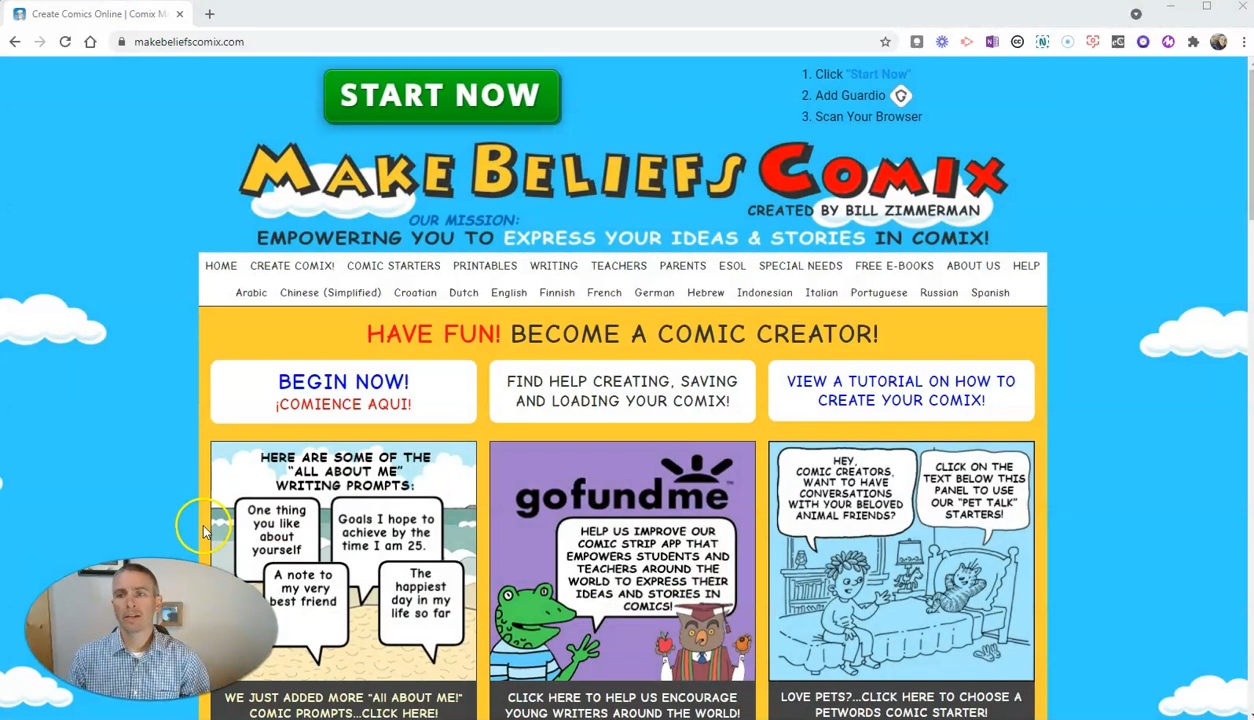 Create Comics Online | Comix M
makebeliefscomix.com
START NOW
1. Click "Start Now"
2. Add Guardio
3. Scan Your Browser
MAKE BELIEFS COMIX
CREATED BY BILL ZIMMERMAN
OUR MISSION:
EMPOWERING YOU TO EXPRESS YOUR IDEAS & STORIES IN COMIX!
HOME CREATE COMIX! COMIC STARTERS PRINTABLES WRITING TEACHERS PARENTS ESOL SPECIAL NEEDS FREE E-BOOKS ABOUT US HELP
Arabic Chinese (Simplified) Croatian Dutch English Finnish French German Hebrew Indonesian Italian Portuguese Russian Spanish
HAVE FUN! BECOME A COMIC CREATOR!
BEGIN NOW!
¡COMIENCE AQUI!
FIND HELP CREATING, SAVING
AND LOADING YOUR COMIX!
VIEW A TUTORIAL ON HOW TO
CREATE YOUR COMIX!
HERE ARE SOME OF THE
"ALL ABOUT ME"
WRITING PROMPTS:
One thing
you like
about
yourself
Goals I hope to
achieve by the
time I am 25.
A note to
my very
best friend
The
happiest
day in my
life so far
WE JUST ADDED MORE "All ABOUT ME!"
COMIC PROMPTS...CLICK HERE!
gofundme
HELP US IMPROVE OUR
COMIC STRIP APP THAT
EMPOWERS STUDENTS AND
TEACHERS AROUND THE
WORLD TO EXPRESS THEIR
IDEAS AND STORIES IN
COMICS!
CLICK HERE TO HELP US ENCOURAGE
YOUNG WRITERS AROUND THE WORLD!
HEY,
COMIC CREATORS,
WANT TO HAVE
CONVERSATIONS
WITH YOUR BELOVED
ANIMAL FRIENDS?
CLICK ON THE
TEXT BELOW THIS
PANEL TO USE
OUR "PET TALK"
STARTERS!
LOVE PETS?...CLICK HERE TO CHOOSE A
PETWORDS COMIC STARTER!